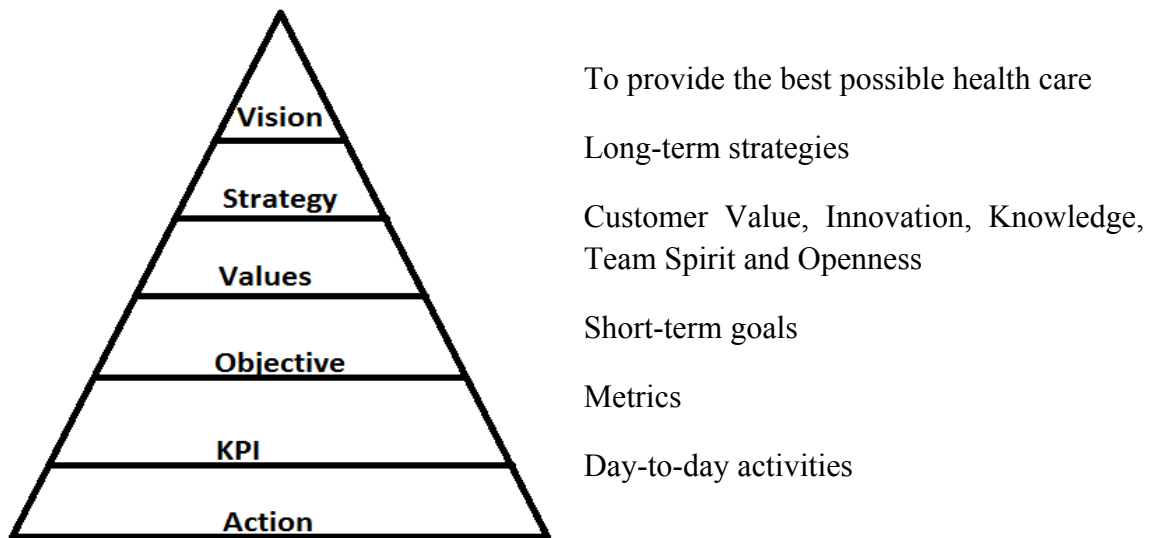 Vision
To provide the best possible health care
Strategy
Long-term strategies
Values
Customer Value, Innovation, Knowledge,
Team Spirit and Openness
Objective
Short-term goals
KPI
Metrics
Action
Day-to-day activities